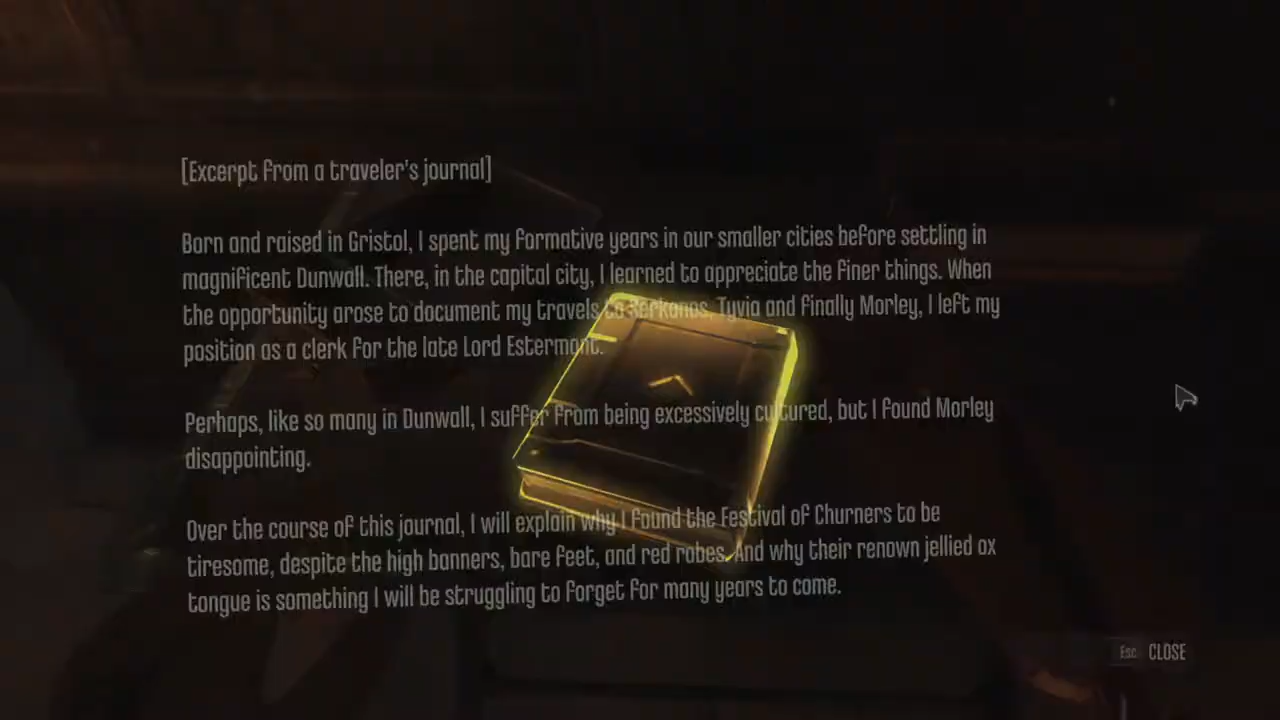 [Excerpt from a traveler's journal]
Born and raised in Gristol, I spent my formative years in our smaller cities before settling in
magnificent Dunwall. There, in the capital city, I learned to appreciate the finer things. When
the opportunity arose to document my travels to Serkonos, Tyvia and finally Morley, I left my
position as a clerk for the late Lord Estermont.
Perhaps, like so many in Dunwall, I suffer from being excessively cultured, but I found Morley
disappointing.
Over the course of this journal, I will explain why I found the Festival of Churners to be
tiresome, despite the high banners, bare feet, and red robes. And why their renown jellied ox
tongue is something I will be struggling to forget for many years to come.
Esc CLOSE